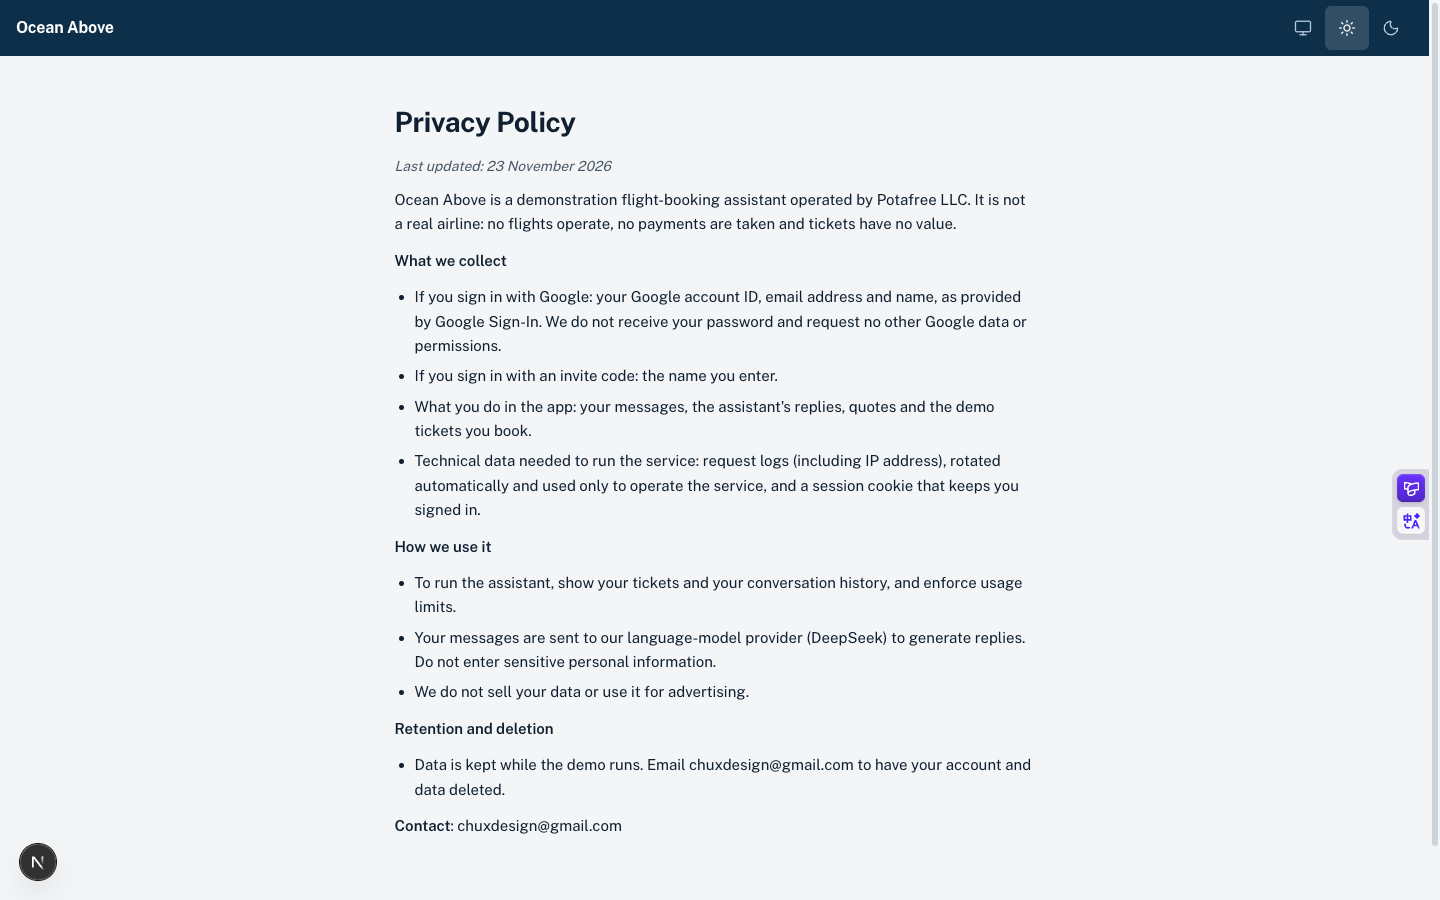 Ocean Above
Privacy Policy
Last updated: 23 November 2026
Ocean Above is a demonstration flight-booking assistant operated by Potafree LLC. It is not
a real airline: no flights operate, no payments are taken and tickets have no value.
What we collect
• If you sign in with Google: your Google account ID, email address and name, as provided
by Google Sign-In. We do not receive your password and request no other Google data or
permissions.
• If you sign in with an invite code: the name you enter.
• What you do in the app: your messages, the assistant's replies, quotes and the demo
tickets you book.
• Technical data needed to run the service: request logs (including IP address), rotated
automatically and used only to operate the service, and a session cookie that keeps you
signed in.
How we use it
• To run the assistant, show your tickets and your conversation history, and enforce usage
limits.
• Your messages are sent to our language-model provider (DeepSeek) to generate replies.
Do not enter sensitive personal information.
• We do not sell your data or use it for advertising.
Retention and deletion
• Data is kept while the demo runs. Email chuxdesign@gmail.com to have your account and
data deleted.
Contact: chuxdesign@gmail.com
中A
N